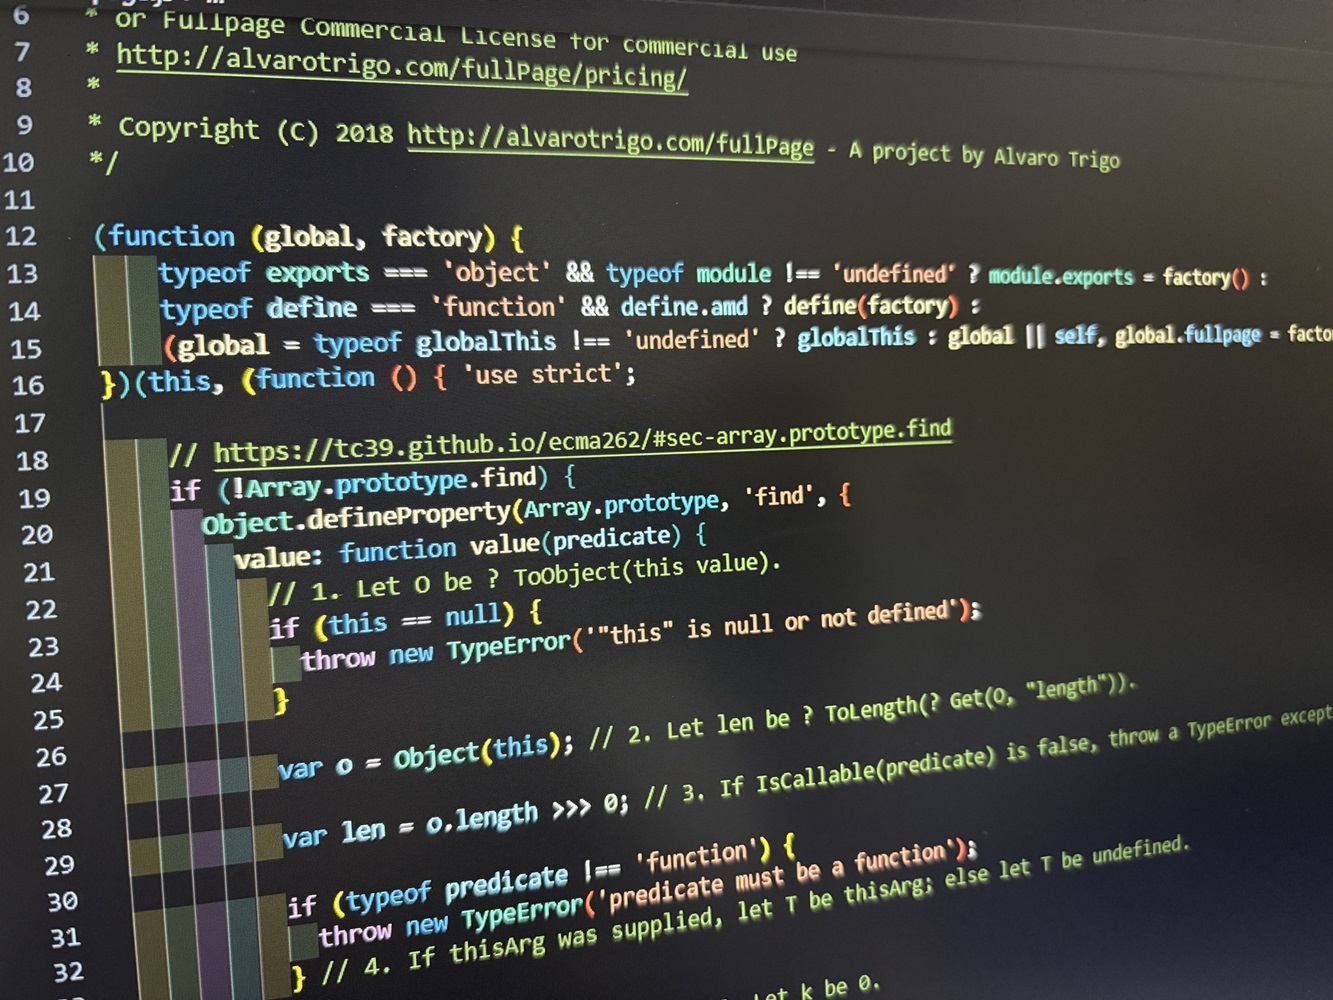 6 * or Fullpage Commercial License for commercial use
7 * http://alvarotrigo.com/fullPage/pricing/
8 *
9 * Copyright (C) 2018 http://alvarotrigo.com/fullPage - A project by Alvaro Trigo
10 */
11
12 (function (global, factory) {
13 typeof exports === 'object' && typeof module !== 'undefined' ? module.exports = factory() :
14 typeof define === 'function' && define.amd ? define(factory) :
15 (global = typeof globalThis !== 'undefined' ? globalThis : global || self, global.fullpage = facto
16 })(this, (function () { 'use strict';
17
18 // https://tc39.github.io/ecma262/#sec-array.prototype.find
19 if (!Array.prototype.find) {
20 Object.defineProperty(Array.prototype, 'find', {
21 value: function value(predicate) {
22 // 1. Let O be ? ToObject(this value).
23 if (this == null) {
24 throw new TypeError('"this" is null or not defined');
25 }
26
27 var o = Object(this); // 2. Let len be ? ToLength(? Get(O, "length")).
28
29 var len = o.length >>> 0; // 3. If IsCallable(predicate) is false, throw a TypeError except
30
31 if (typeof predicate !== 'function') {
32 throw new TypeError('predicate must be a function');
} // 4. If thisArg was supplied, let T be thisArg; else let T be undefined.
Let k be 0.